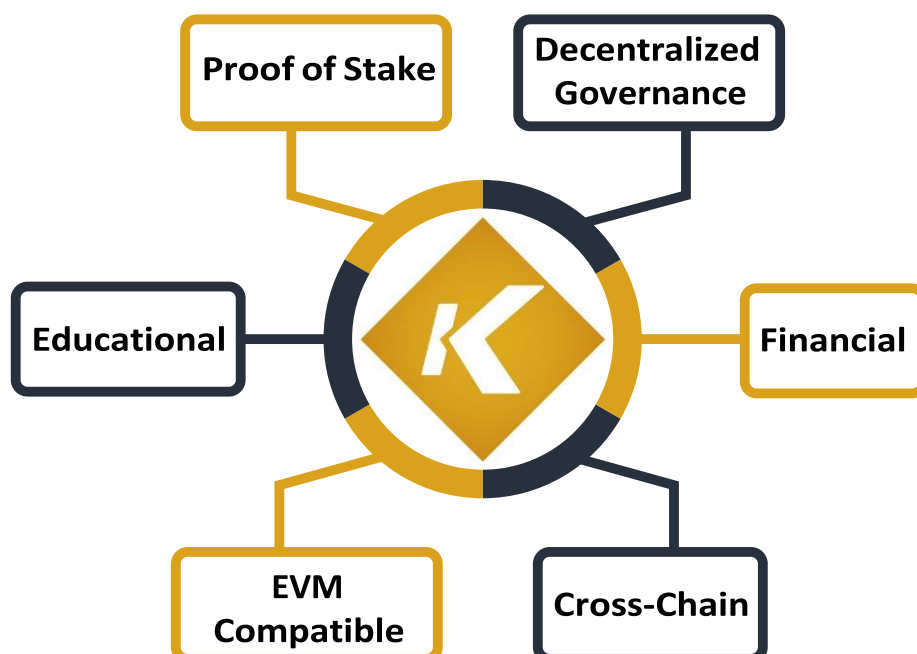 Proof of Stake
Decentralized
Governance
Educational
K
Financial
EVM
Compatible
Cross-Chain